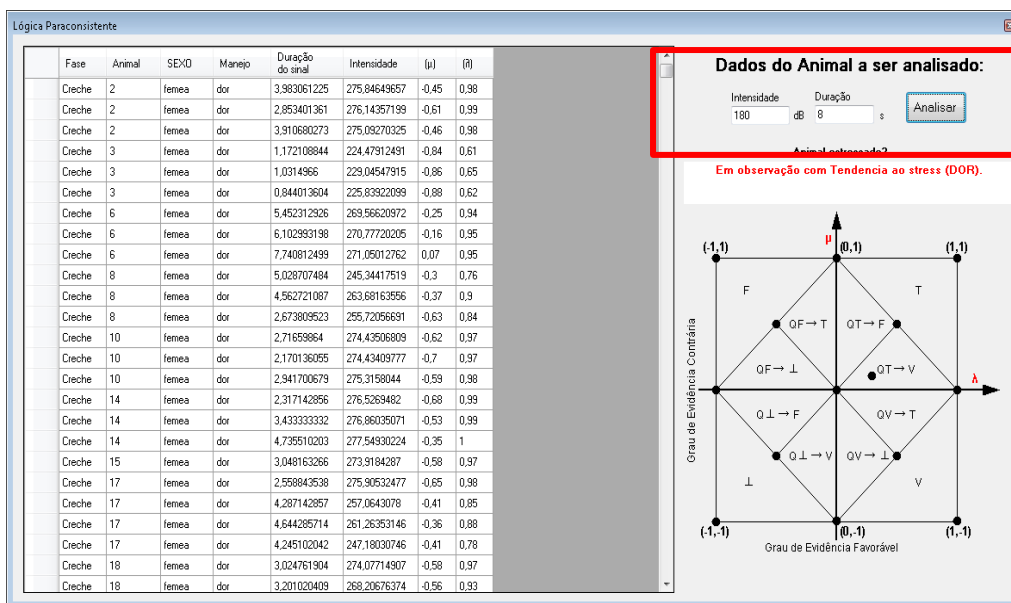 Lógica Paraconsistente
Fase Animal SEXO Manejo Duração do sinal Intensidade (µ) (λ)
Creche 2 femea dor 3,983061225 275,84649657 -0,45 0,98
Creche 2 femea dor 2,853401361 276,14357199 -0,61 0,99
Creche 2 femea dor 3,910680273 275,09270325 -0,46 0,98
Creche 3 femea dor 1,172108844 224,47912491 -0,84 0,61
Creche 3 femea dor 1,0314966 229,04547915 -0,86 0,65
Creche 3 femea dor 0,844013604 225,83922099 -0,88 0,62
Creche 6 femea dor 5,452312926 269,56620972 -0,25 0,94
Creche 6 femea dor 6,102993198 270,77720205 -0,16 0,95
Creche 6 femea dor 7,740812499 271,05012762 0,07 0,95
Creche 8 femea dor 5,028707484 245,34417519 -0,3 0,76
Creche 8 femea dor 4,562721087 263,68163556 -0,37 0,9
Creche 8 femea dor 2,673809523 255,72056691 -0,63 0,84
Creche 10 femea dor 2,71659864 274,43506809 -0,62 0,97
Creche 10 femea dor 2,170136055 274,43409777 -0,7 0,97
Creche 10 femea dor 2,941700679 275,3158044 -0,59 0,98
Creche 14 femea dor 2,317142856 276,5269482 -0,68 0,99
Creche 14 femea dor 3,433333332 276,86035071 -0,53 0,99
Creche 14 femea dor 4,735510203 277,54930224 -0,35 1
Creche 15 femea dor 3,048163266 273,9184287 -0,58 0,97
Creche 17 femea dor 2,558843538 275,90532477 -0,65 0,98
Creche 17 femea dor 4,287142857 257,0643078 -0,41 0,85
Creche 17 femea dor 4,644285714 261,26353146 -0,36 0,88
Creche 17 femea dor 4,245102042 247,18030746 -0,41 0,78
Creche 18 femea dor 3,024761904 274,07714907 -0,58 0,97
Creche 18 femea dor 3,201020409 268,20676374 -0,56 0,93
Dados do Animal a ser analisado:
Intensidade Duração
180 dB 8 s Analisar
Animal estressado?
Em observação com Tendencia ao stress (DOR).
µ
(-1,1) (0,1) (1,1)
F T
QF→T QT→F
QF→⊥ QT→V
λ
Grau de Evidência Contrária
Q⊥→F QV→T
Q⊥→V QV→⊥
⊥ V
(-1,-1) (0,-1) (1,-1)
Grau de Evidência Favorável